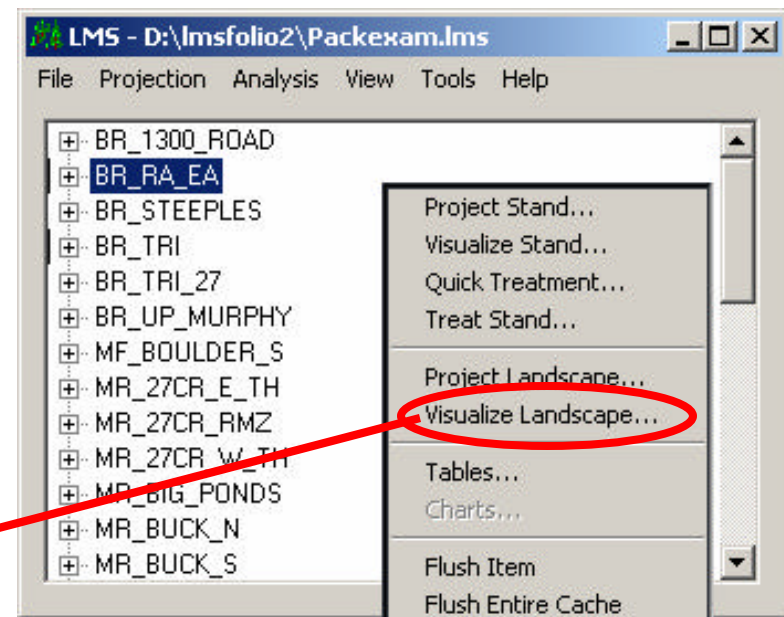 LMS - D:\lmsfolio2\Packexam.lms
File Projection Analysis View Tools Help
BR_1300_ROAD
BR_RA_EA
BR_STEEPLES
BR_TRI
BR_TRI_27
BR_UP_MURPHY
MF_BOULDER_S
MR_27CR_E_TH
MR_27CR_RMZ
MR_27CR_W_TH
MR_BIG_PONDS
MR_BUCK_N
MR_BUCK_S
Project Stand...
Visualize Stand...
Quick Treatment...
Treat Stand...
Project Landscape...
Visualize Landscape...
Tables...
Charts...
Flush Item
Flush Entire Cache